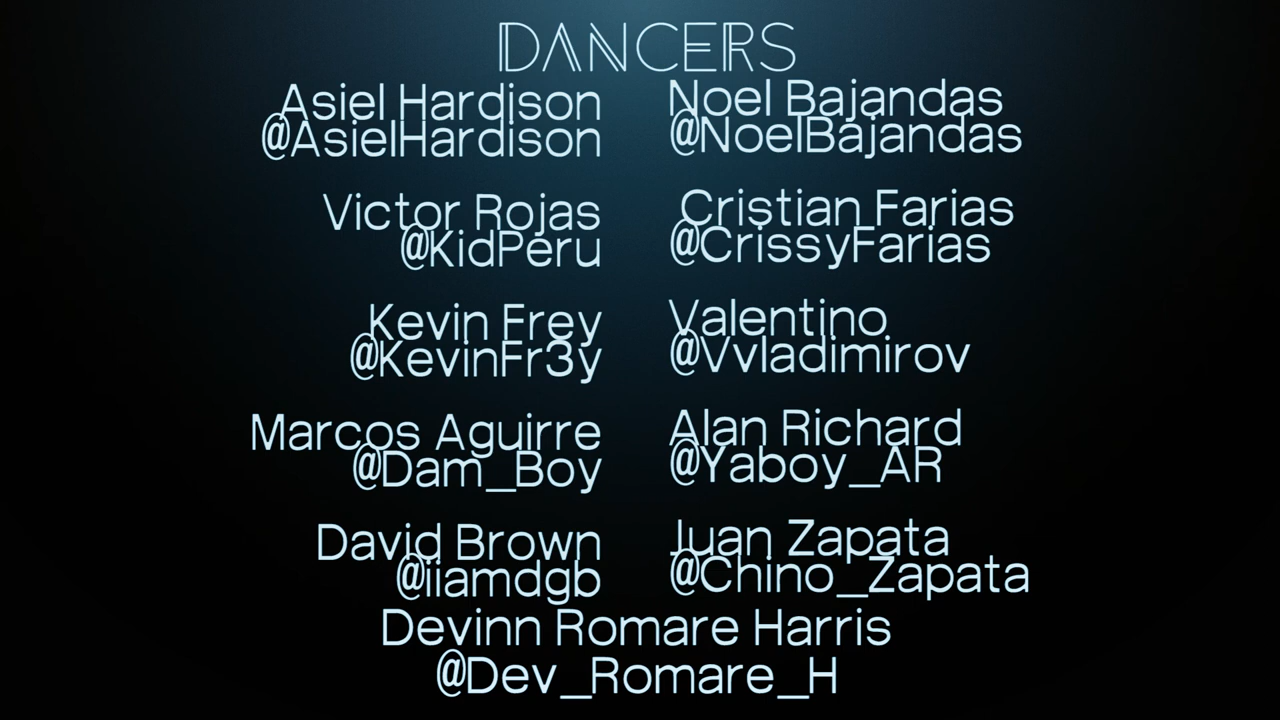 DANCERS
Asiel Hardison
@AsielHardison
Noel Bajandas
@NoelBajandas
Victor Rojas
@KidPeru
Cristian Farias
@CrissyFarias
Kevin Frey
@KevinFr3y
Valentino
@Vvladimirov
Marcos Aguirre
@Dam_Boy
Alan Richard
@Yaboy_AR
David Brown
@iiamdgb
Juan Zapata
@Chino_Zapata
Devinn Romare Harris
@Dev_Romare_H